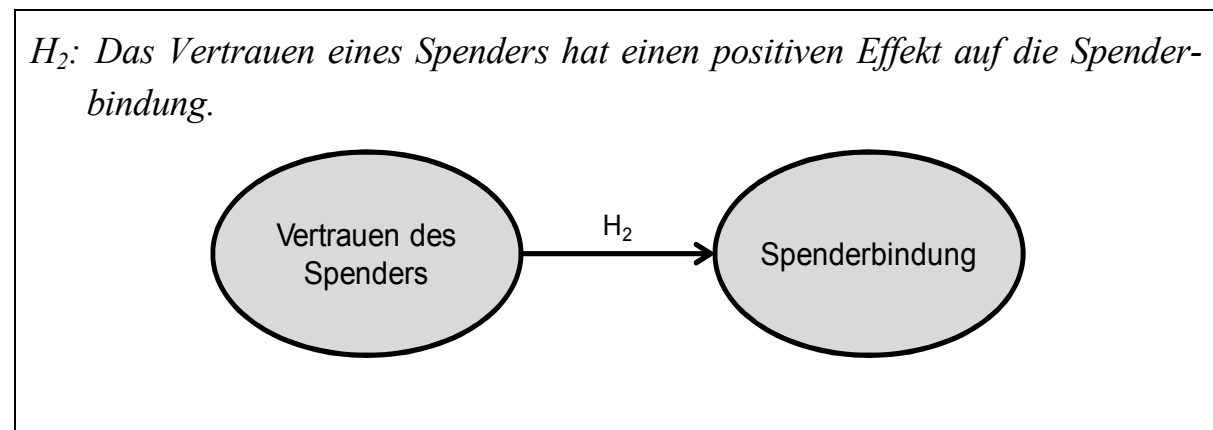 H₂: Das Vertrauen eines Spenders hat einen positiven Effekt auf die Spender-
bindung.
Vertrauen des
Spenders
H₂
Spenderbindung